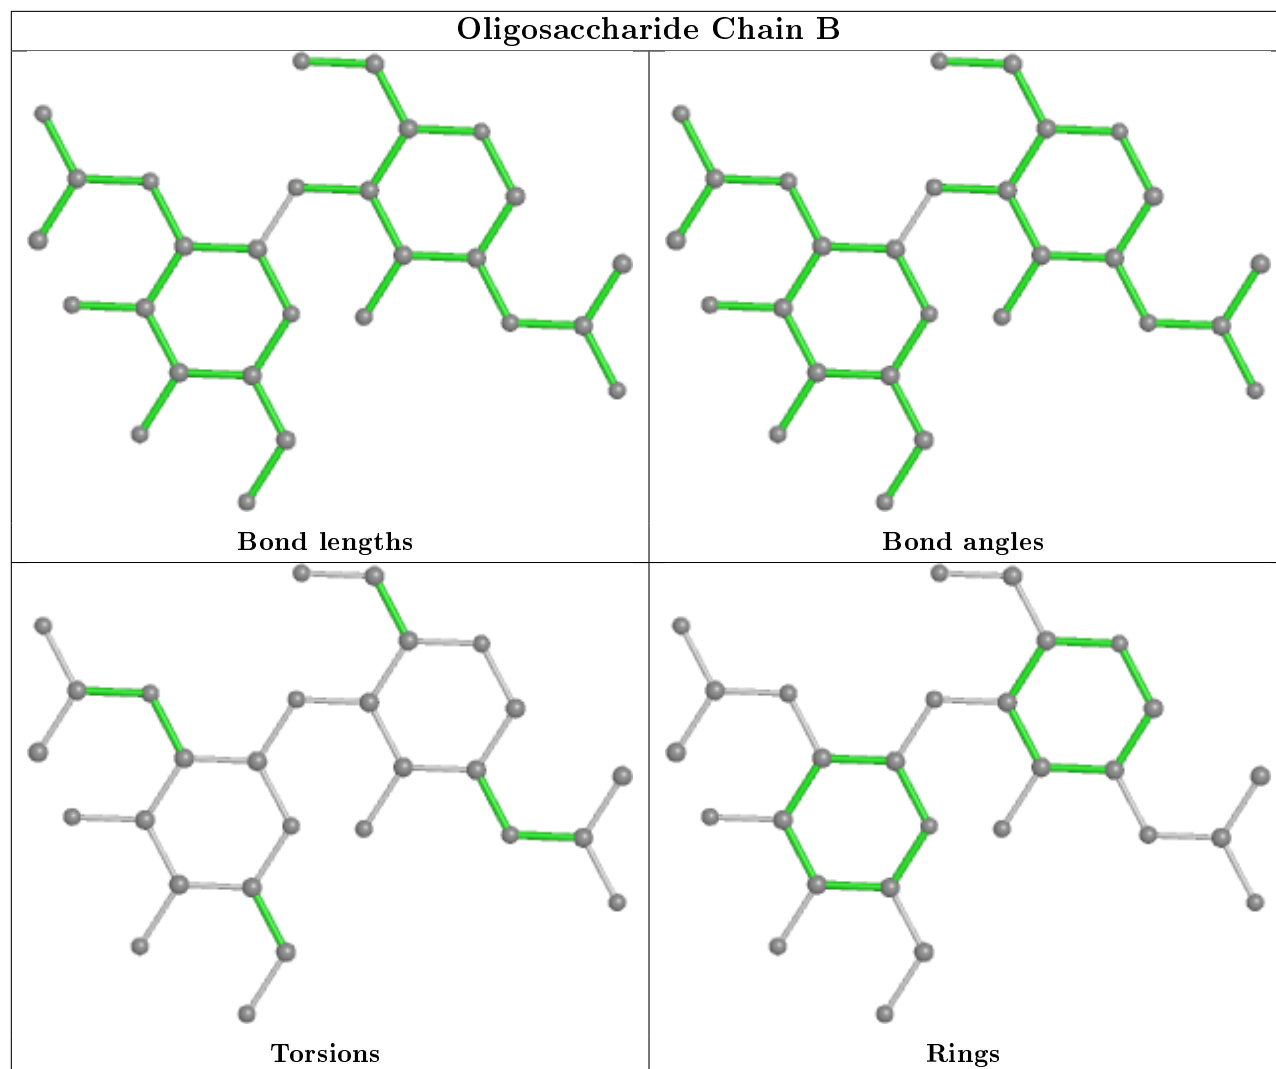 Oligosaccharide Chain B
Bond lengths
Bond angles
Torsions
Rings